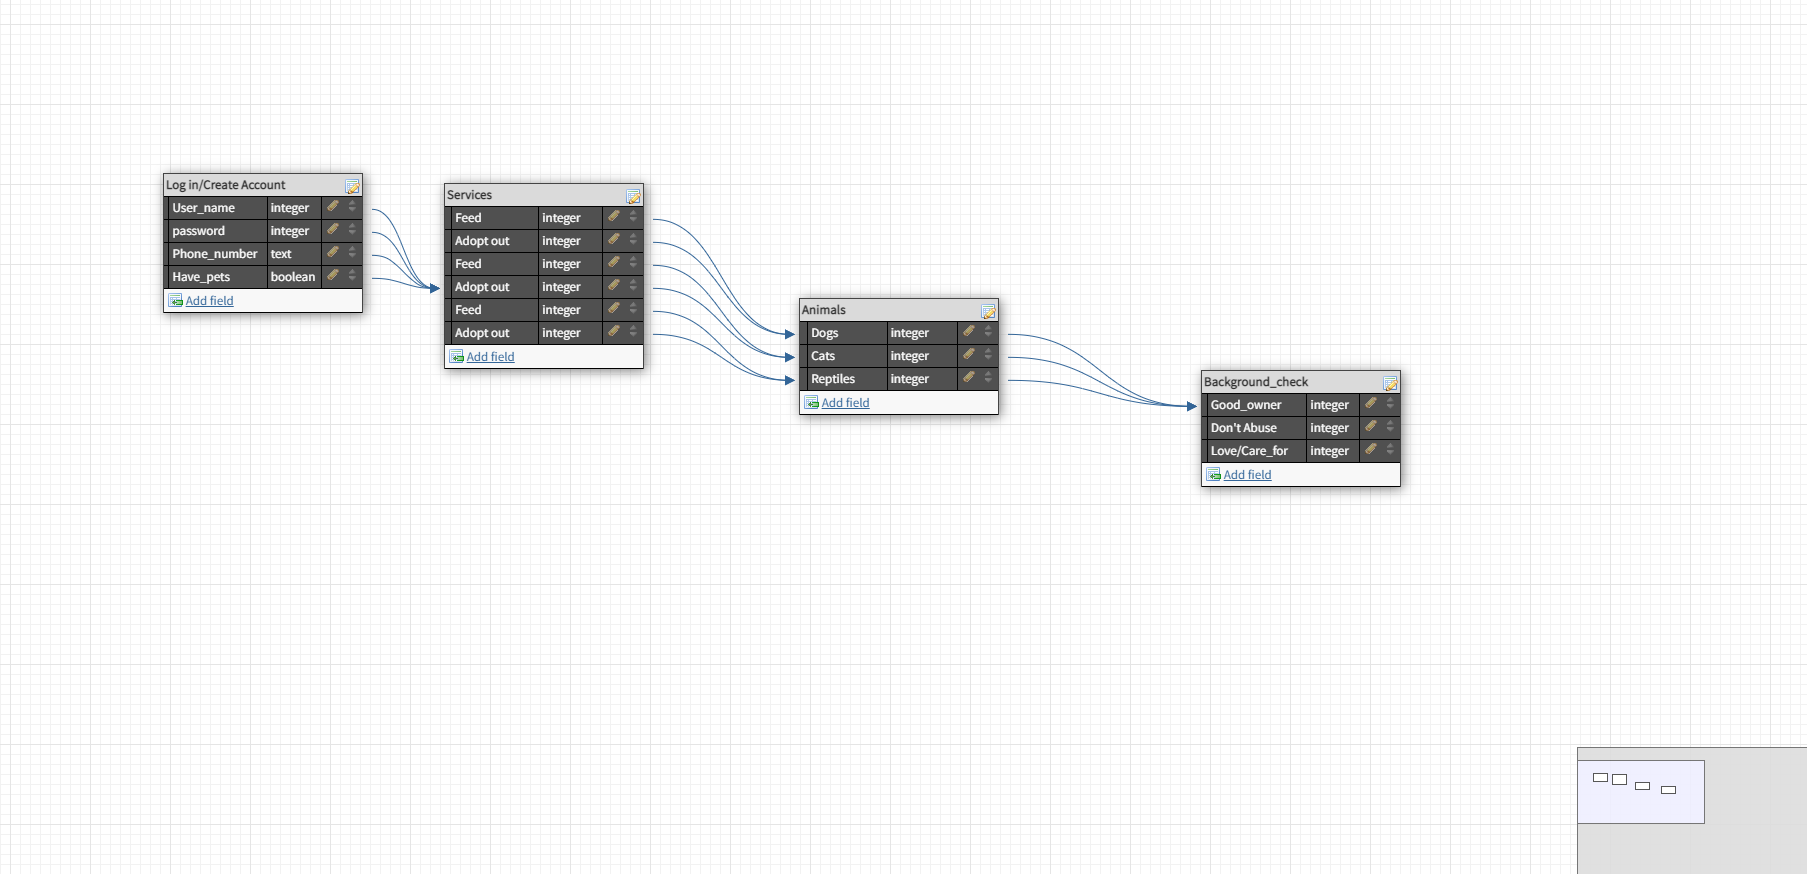 Log in/Create Account
User_name integer
password integer
Phone_number text
Have_pets boolean
Add field
Services
Feed integer
Adopt out integer
Feed integer
Adopt out integer
Feed integer
Adopt out integer
Add field
Animals
Dogs integer
Cats integer
Reptiles integer
Add field
Background_check
Good_owner integer
Don't Abuse integer
Love/Care_for integer
Add field